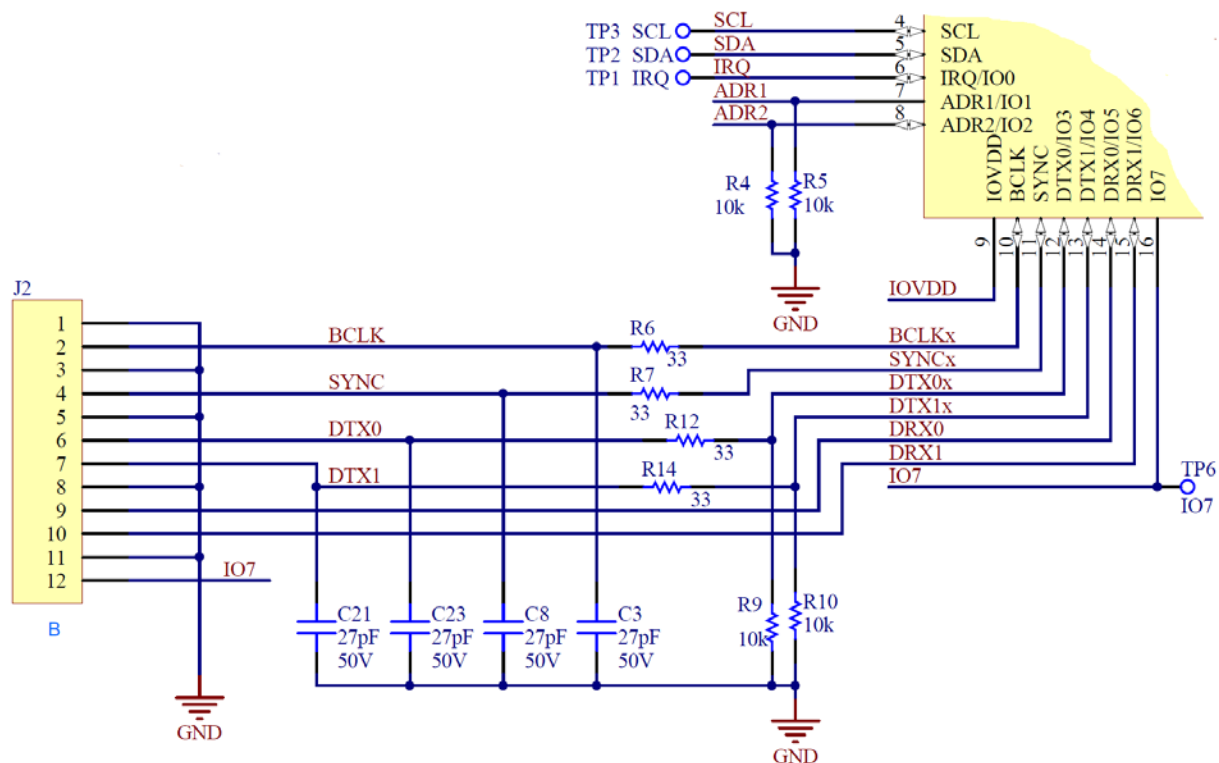 TP3 SCL
SCL
4
SCL
TP2 SDA
SDA
5
SDA
TP1 IRQ
IRQ
6
IRQ/IO0
ADR1
7
ADR1/IO1
ADR2
8
ADR2/IO2
IOVDD
BCLK
SYNC
DTX0/IO3
DTX1/IO4
DRX0/IO5
DRX1/IO6
IO7
9
10
11
12
13
14
15
16
R4
10k
R5
10k
GND
IOVDD
J2
1
2
3
4
5
6
7
8
9
10
11
12
B
BCLK
R6
33
BCLKx
SYNC
R7
33
SYNCx
DTX0x
DTX0
R12
33
DTX1x
DRX0
DTX1
R14
33
DRX1
IO7
TP6
IO7
IO7
C21
27pF
50V
C23
27pF
50V
C8
27pF
50V
C3
27pF
50V
R9
10k
R10
10k
GND
GND